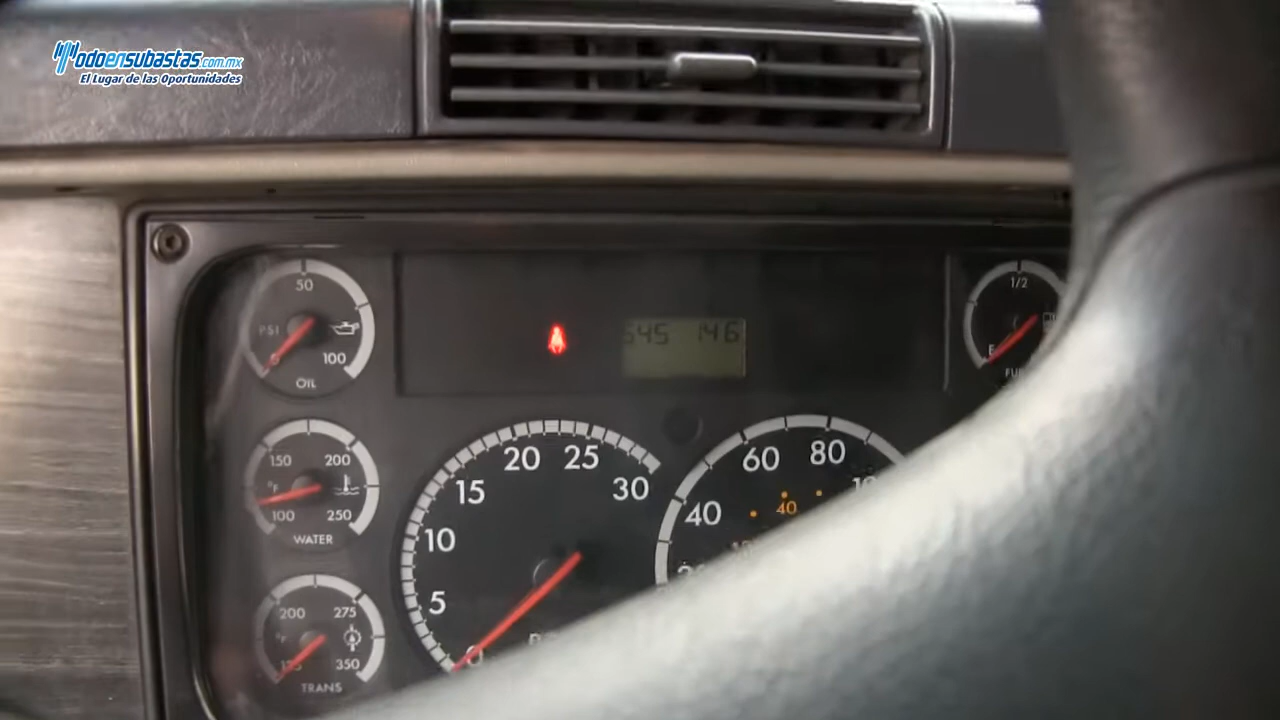 Todoensubastas.com.mx
El Lugar de las Oportunidades
50
PSI
100
OIL
545 146
1/2
E
150 200
°F
100 250
WATER
200 275
°F
350
TRANS
20 25
15 30
10
5
0
60 80
40
40